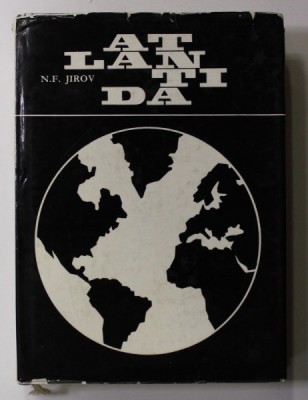 AT
LAN
TI
DA
N.F. JIROV